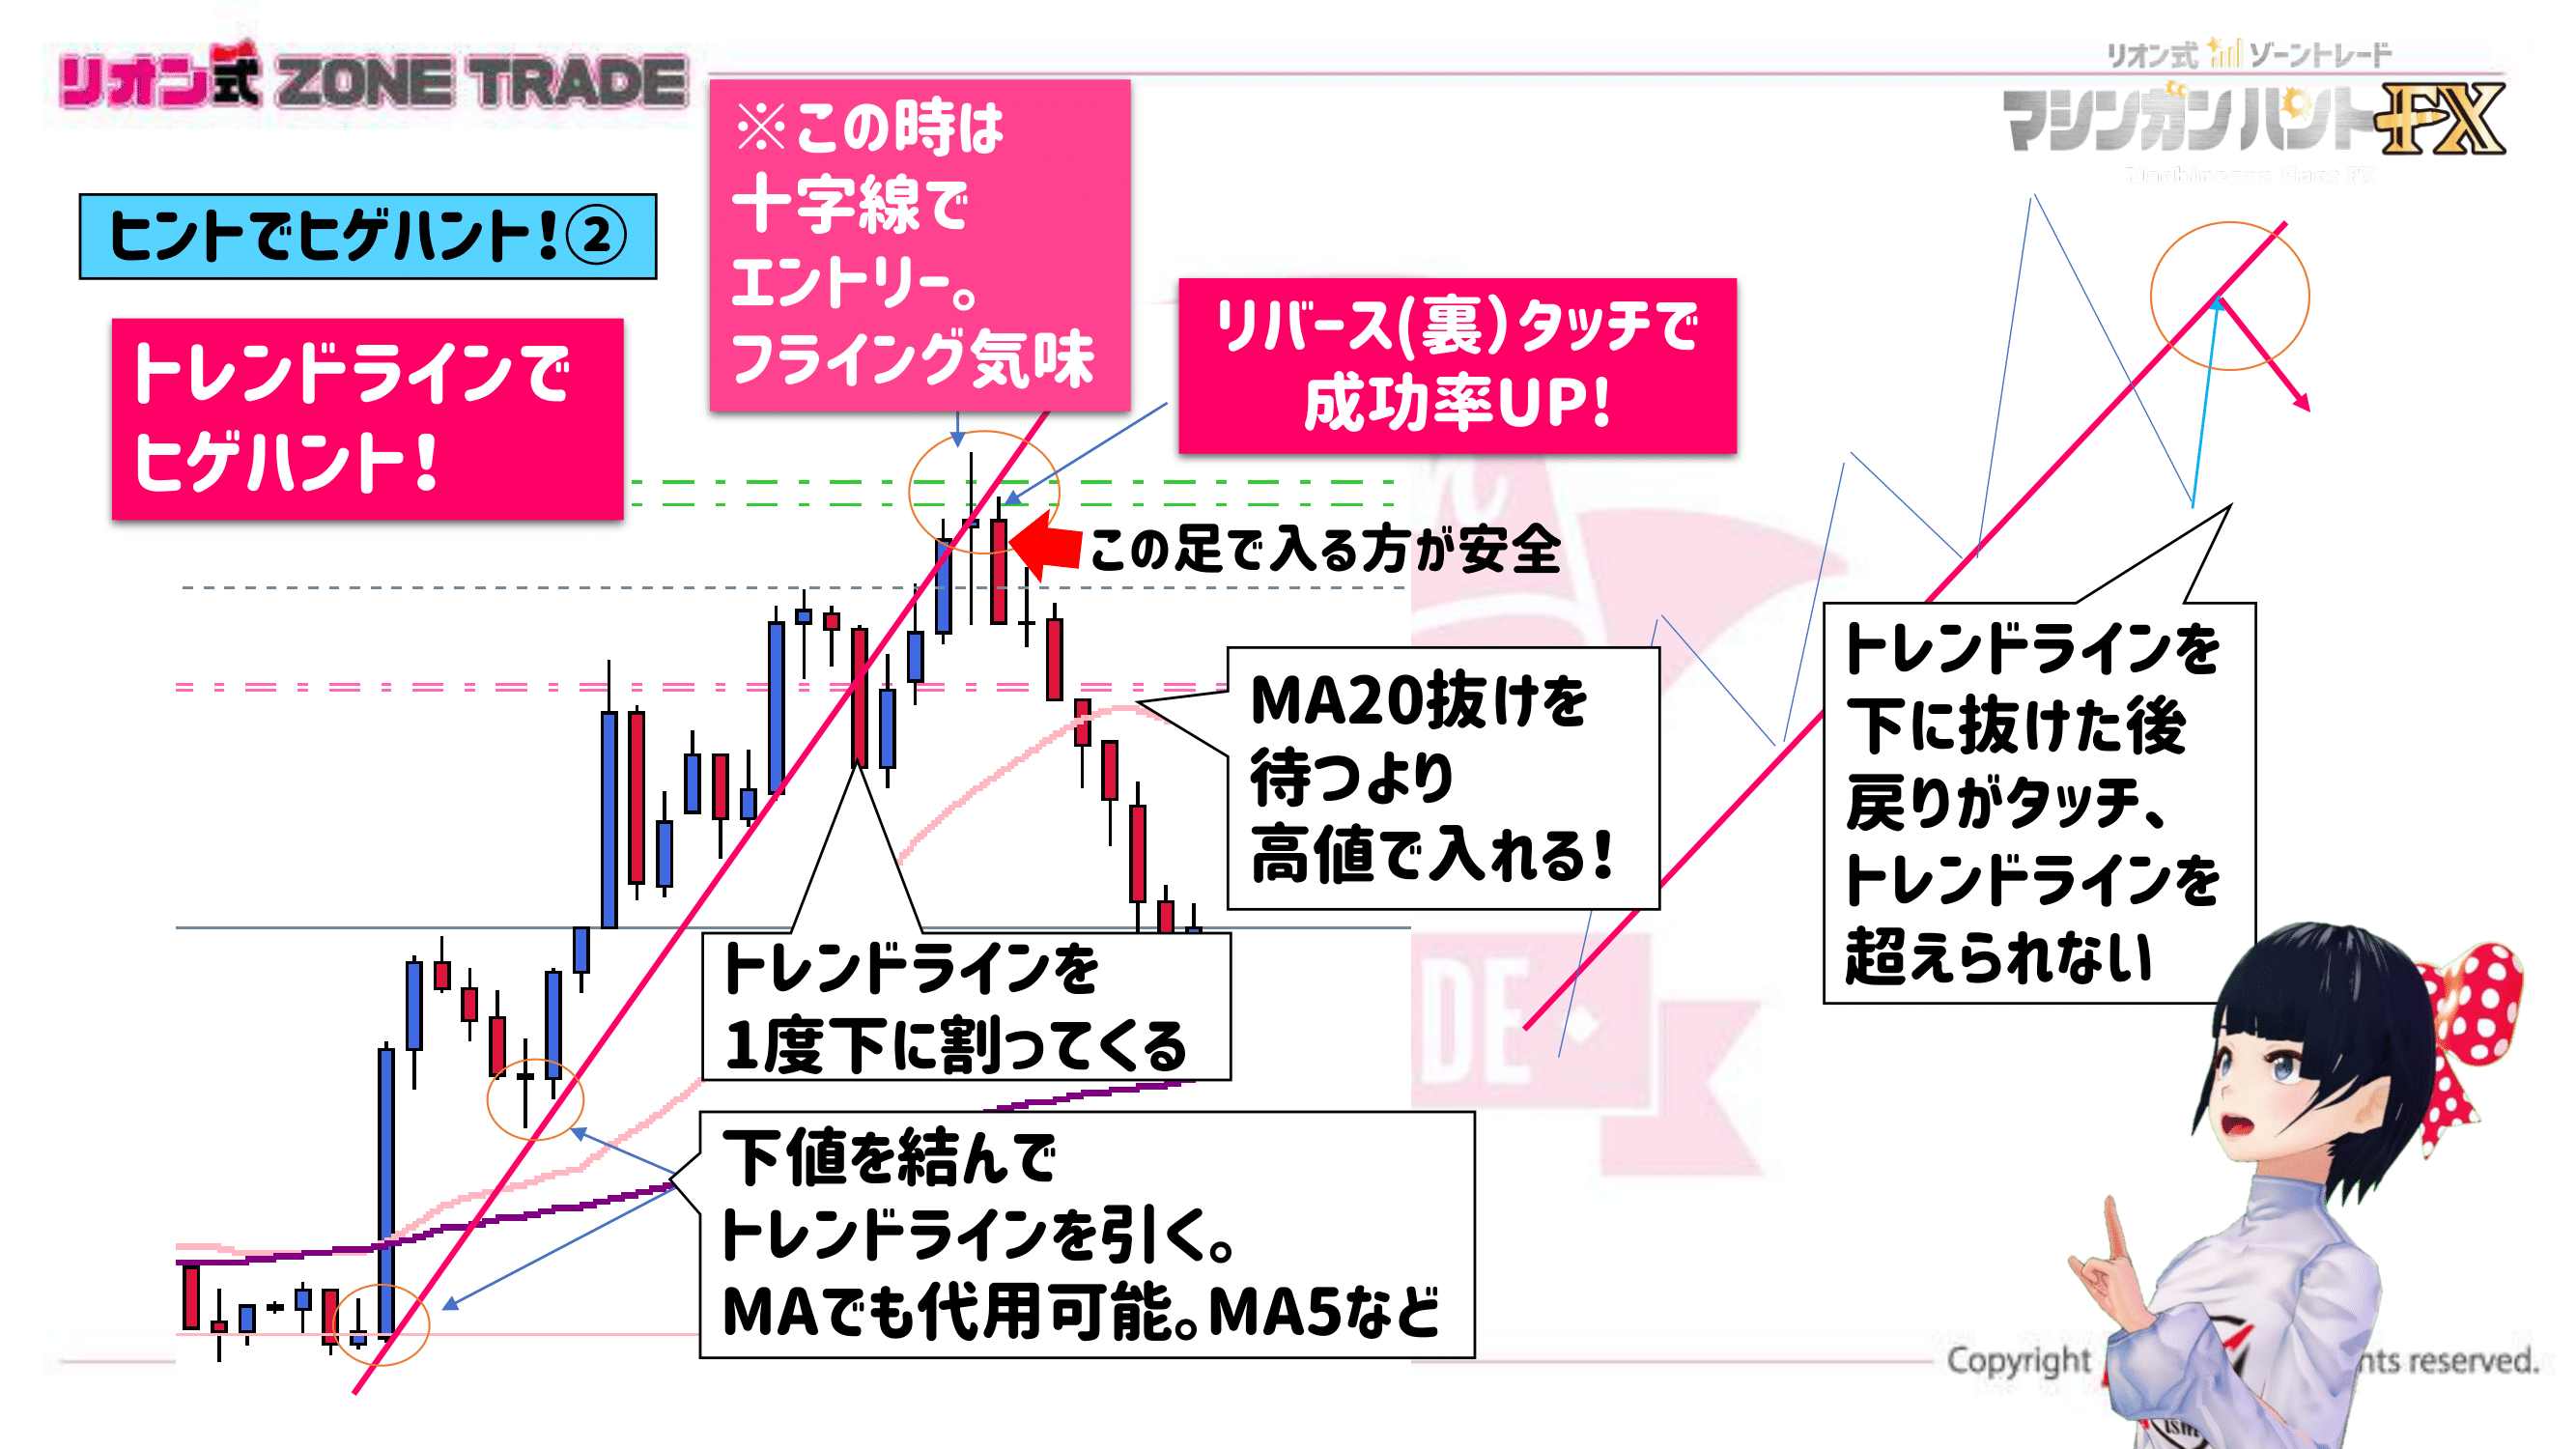 リオン式 ZONE TRADE
リオン式 ゾーントレード
マシンガンハントFX
Machinegun Hunt FX
※この時は
十字線で
エントリー。
フライング気味
ヒントでヒゲハント！②
トレンドラインで
ヒゲハント！
リバース(裏）タッチで
成功率UP！
この足で入る方が安全
MA20抜けを
待つより
高値で入れる！
トレンドラインを
下に抜けた後
戻りがタッチ、
トレンドラインを
超えられない
トレンドラインを
1度下に割ってくる
下値を結んで
トレンドラインを引く。
MAでも代用可能。MA5など
DE
Copyright
nts reserved.